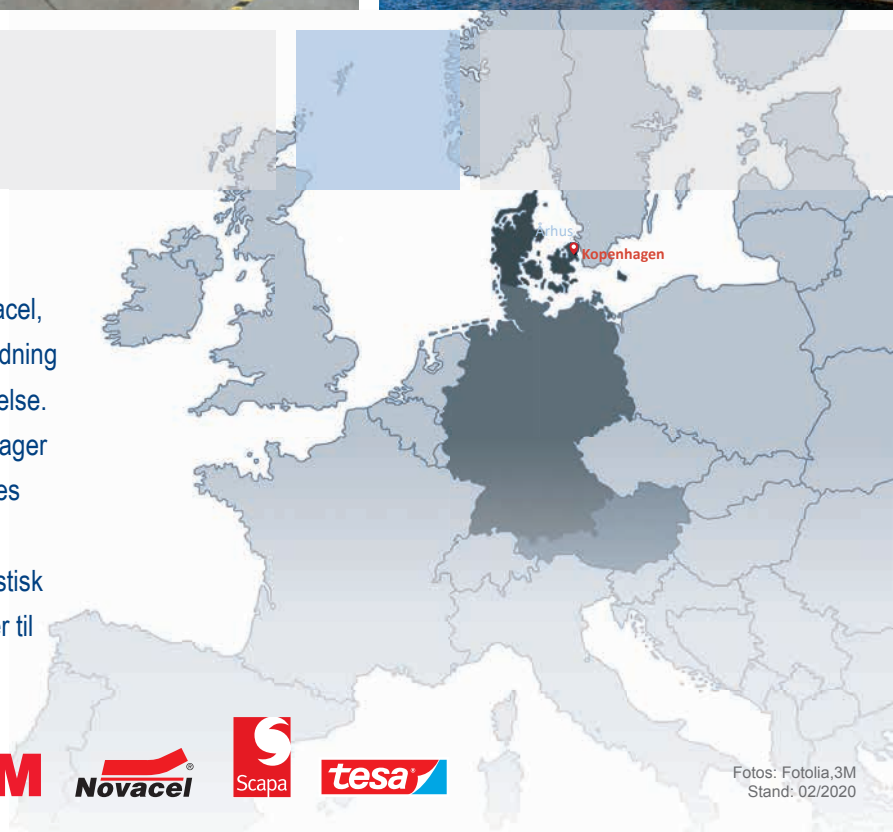 Århus
Kopenhagen
acel,
dning
else.
ager
es
stisk
r til
M
Novacel®
Scapa
tesa
Fotos: Fotolia,3M
Stand: 02/2020